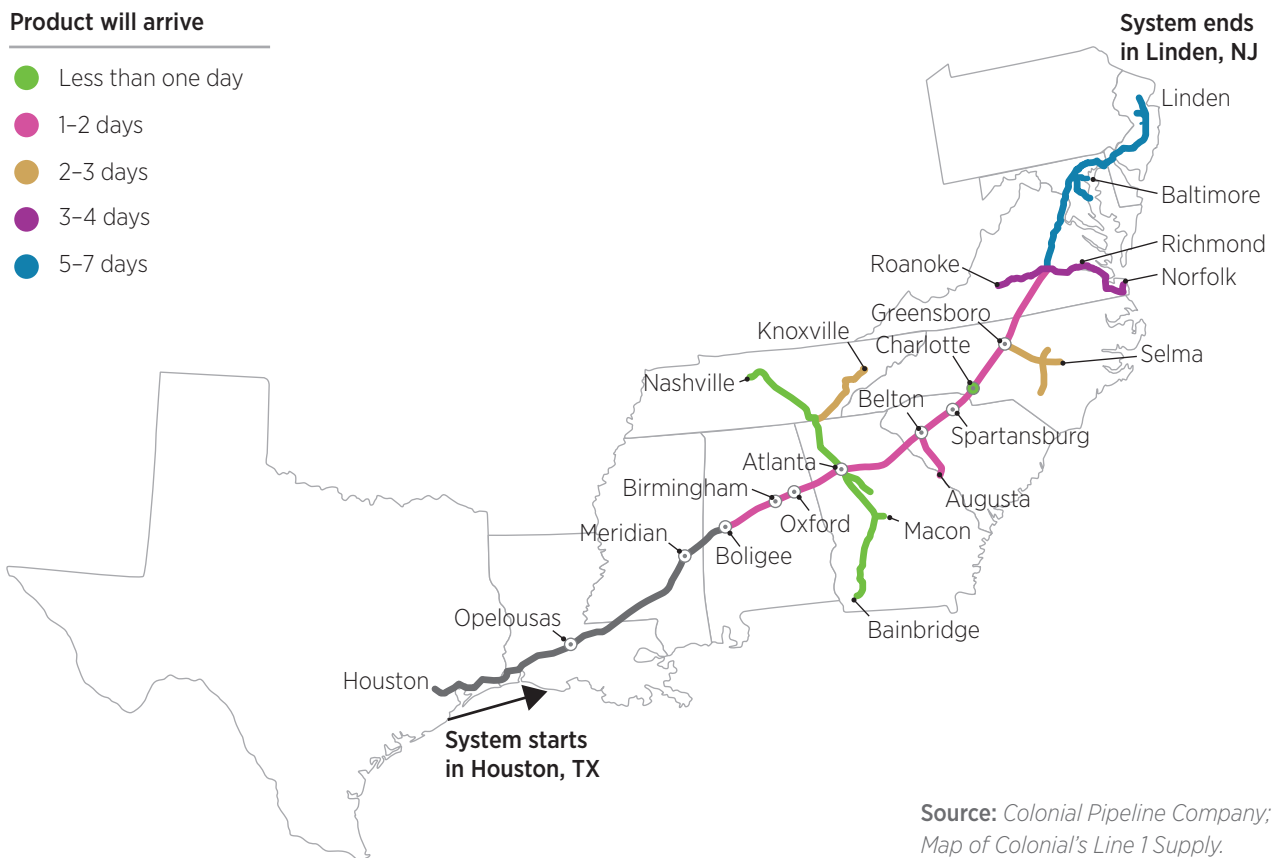 Product will arrive
Less than one day
1–2 days
2–3 days
3–4 days
5–7 days
System ends
in Linden, NJ
Linden
Baltimore
Richmond
Roanoke
Norfolk
Greensboro
Knoxville
Charlotte
Selma
Nashville
Belton
Spartansburg
Atlanta
Birmingham
Augusta
Oxford
Macon
Meridian
Boligee
Opelousas
Bainbridge
Houston
System starts
in Houston, TX
Source: Colonial Pipeline Company;
Map of Colonial's Line 1 Supply.